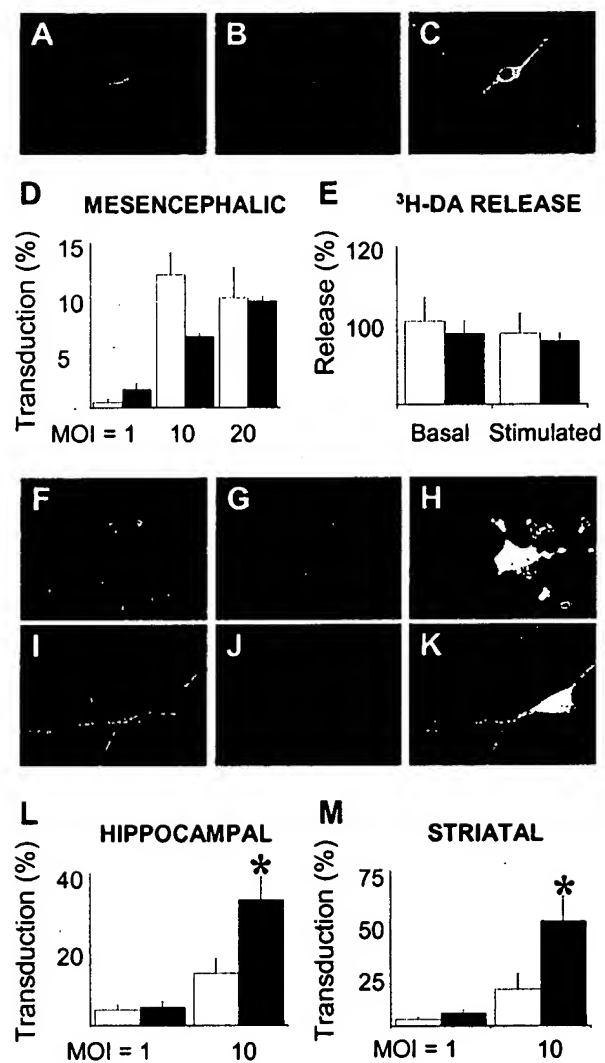 A B C
D MESENCEPHALIC
Transduction (%)
15
10
5
MOI = 1 10 20
E ³H-DA RELEASE
Release (%)
120
100
Basal Stimulated
F G H
I J K
L HIPPOCAMPAL
Transduction (%)
40
20
*
MOI = 1 10
M STRIATAL
Transduction (%)
75
50
25
*
MOI = 1 10